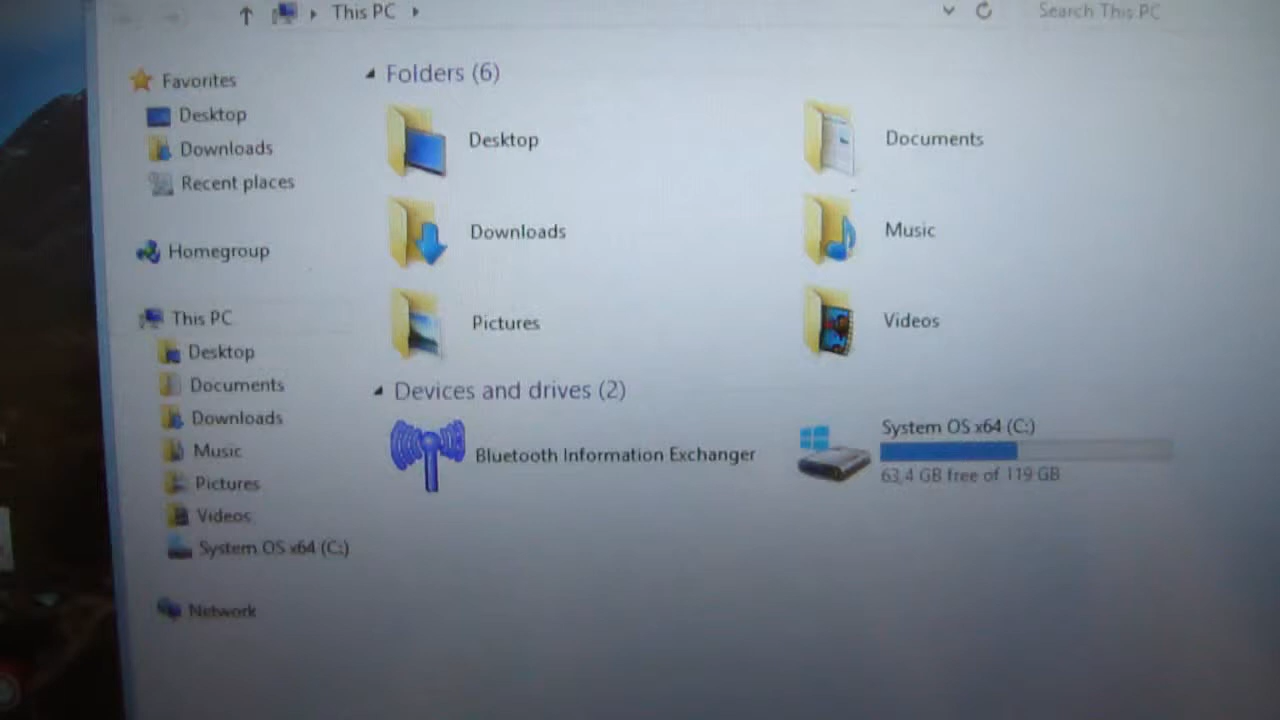 This PC
Search This PC
Favorites
Desktop
Downloads
Recent places
Homegroup
This PC
Desktop
Documents
Downloads
Music
Pictures
Videos
System OS x64 (C:)
Network
Folders (6)
Desktop
Documents
Downloads
Music
Pictures
Videos
Devices and drives (2)
Bluetooth Information Exchanger
System OS x64 (C:)
63,4 GB free of 119 GB